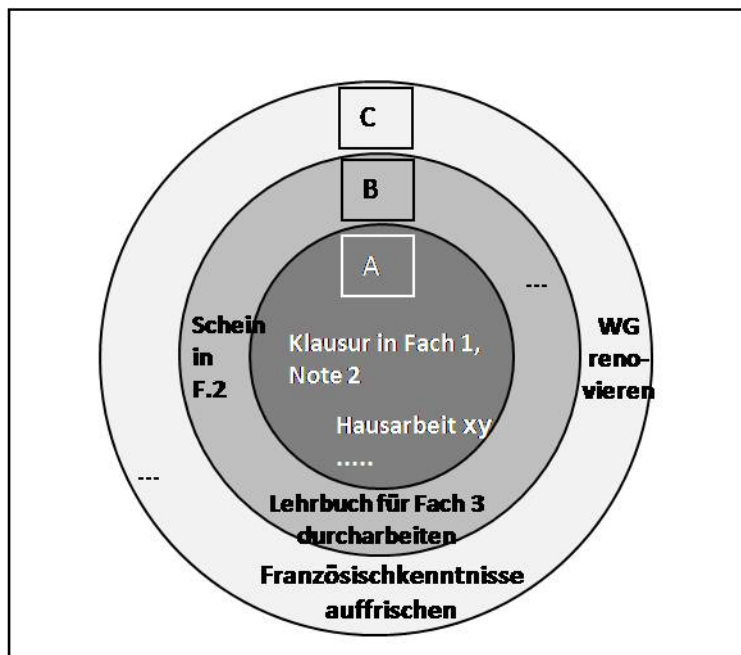 C
B
A
---
Schein
in
F.2
Klausur in Fach 1,
Note 2
WG
reno-
vieren
Hausarbeit xy
.....
---
Lehrbuch für Fach 3
durcharbeiten
Französischkenntnisse
auffrischen